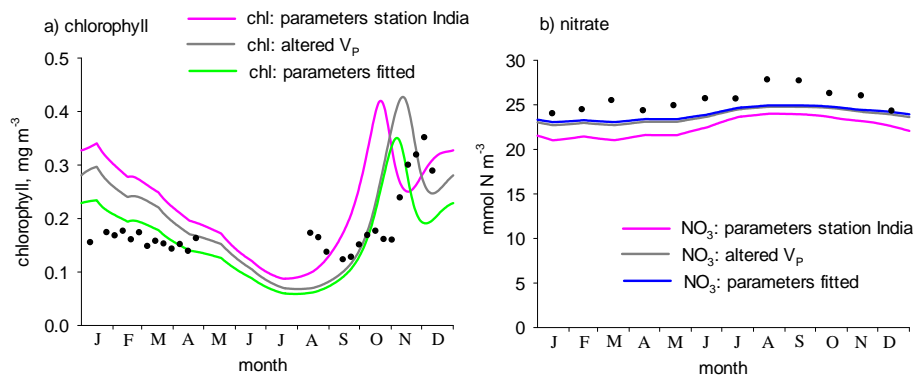 a) chlorophyll
chl: parameters station India
chl: altered V_P
chl: parameters fitted
0.5
0.4
0.3
0.2
0.1
0.0
chlorophyll, mg m⁻³
J F M A M J J A S O N D
month
b) nitrate
30
25
20
15
10
5
0
mmol N m⁻³
NO₃: parameters station India
NO₃: altered V_P
NO₃: parameters fitted
J F M A M J J A S O N D
month